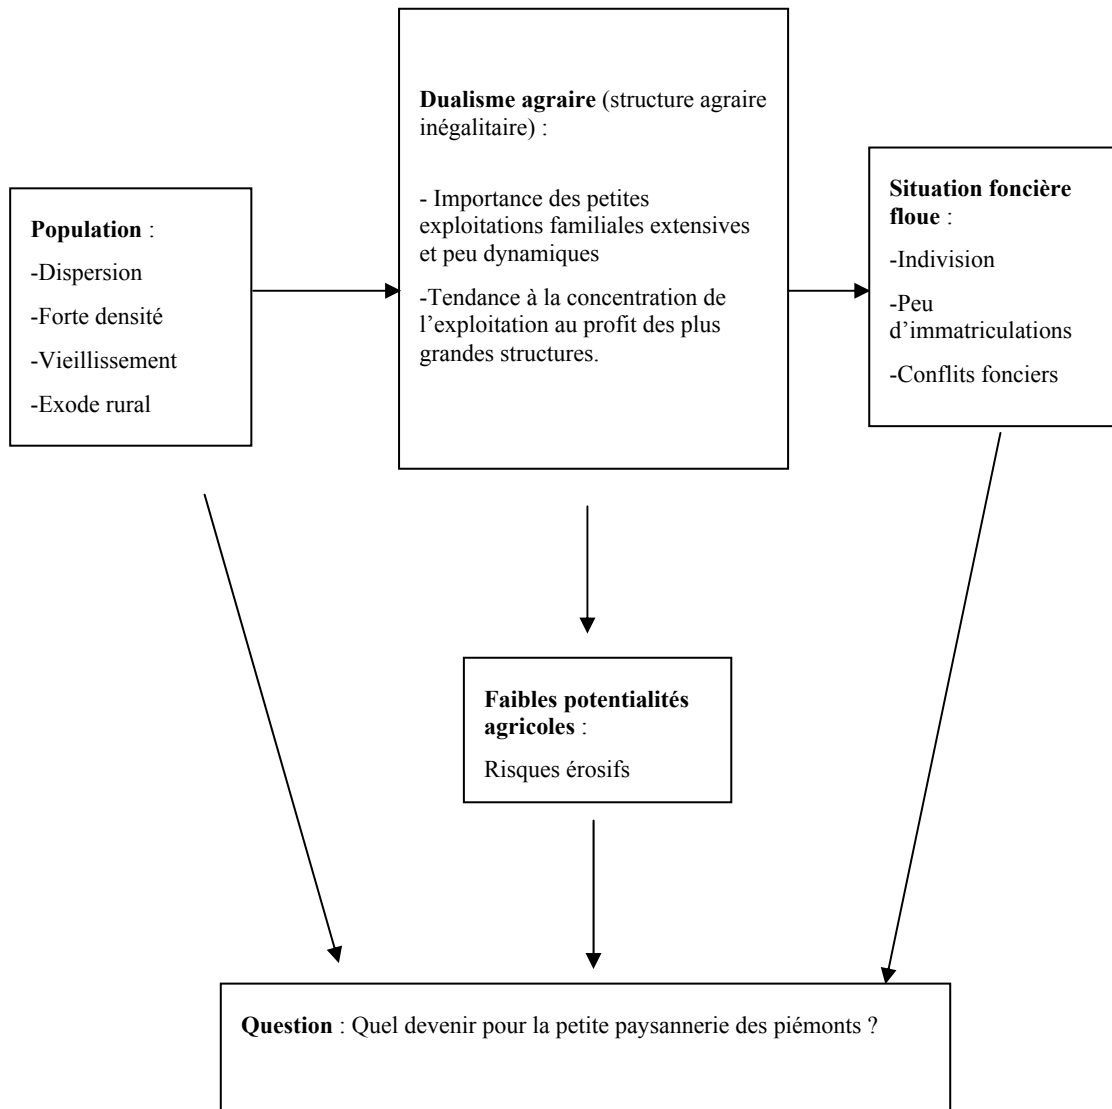 Dualisme agraire (structure agraire
inégalitaire) :
- Importance des petites
exploitations familiales extensives
et peu dynamiques
-Tendance à la concentration de
l’exploitation au profit des plus
grandes structures.
Population :
-Dispersion
-Forte densité
-Vieillissement
-Exode rural
Situation foncière
floue :
-Indivision
-Peu
d’immatriculations
-Conflits fonciers
Faibles potentialités
agricoles :
Risques érosifs
Question : Quel devenir pour la petite paysannerie des piémonts ?